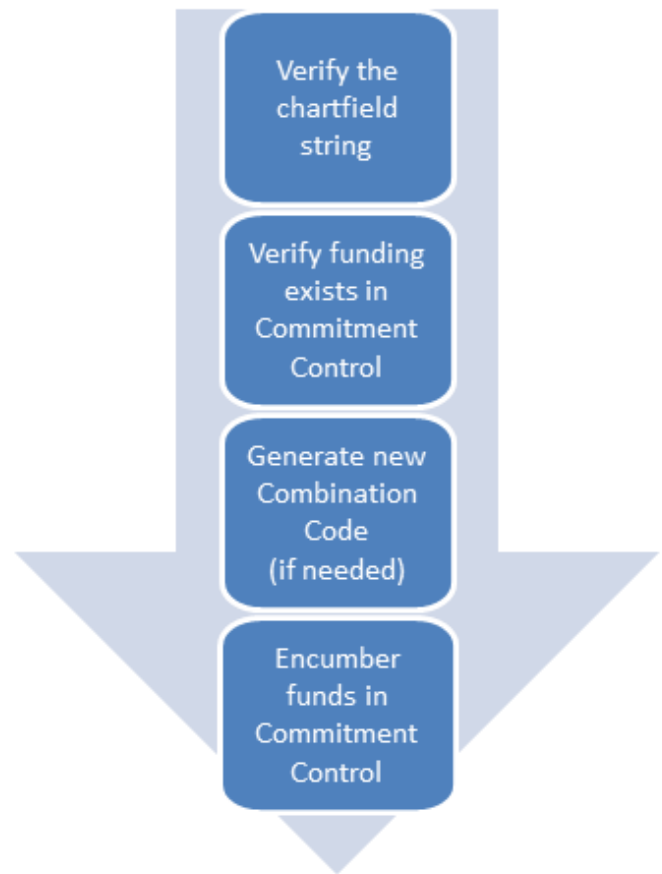 Verify the
chartfield
string
Verify funding
exists in
Commitment
Control
Generate new
Combination
Code
(if needed)
Encumber
funds in
Commitment
Control